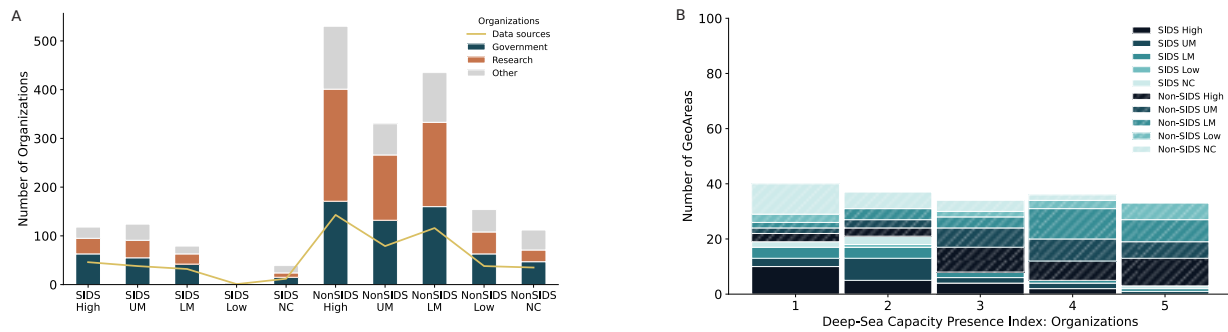 A
Number of Organizations
500
400
300
200
100
0
Organizations
Data sources
Government
Research
Other
SIDS High
SIDS UM
SIDS LM
SIDS Low
SIDS NC
NonSIDS High
NonSIDS UM
NonSIDS LM
NonSIDS Low
NonSIDS NC
B
Number of GeoAreas
100
80
60
40
20
0
SIDS High
SIDS UM
SIDS LM
SIDS Low
SIDS NC
Non-SIDS High
Non-SIDS UM
Non-SIDS LM
Non-SIDS Low
Non-SIDS NC
1
2
3
4
5
Deep-Sea Capacity Presence Index: Organizations